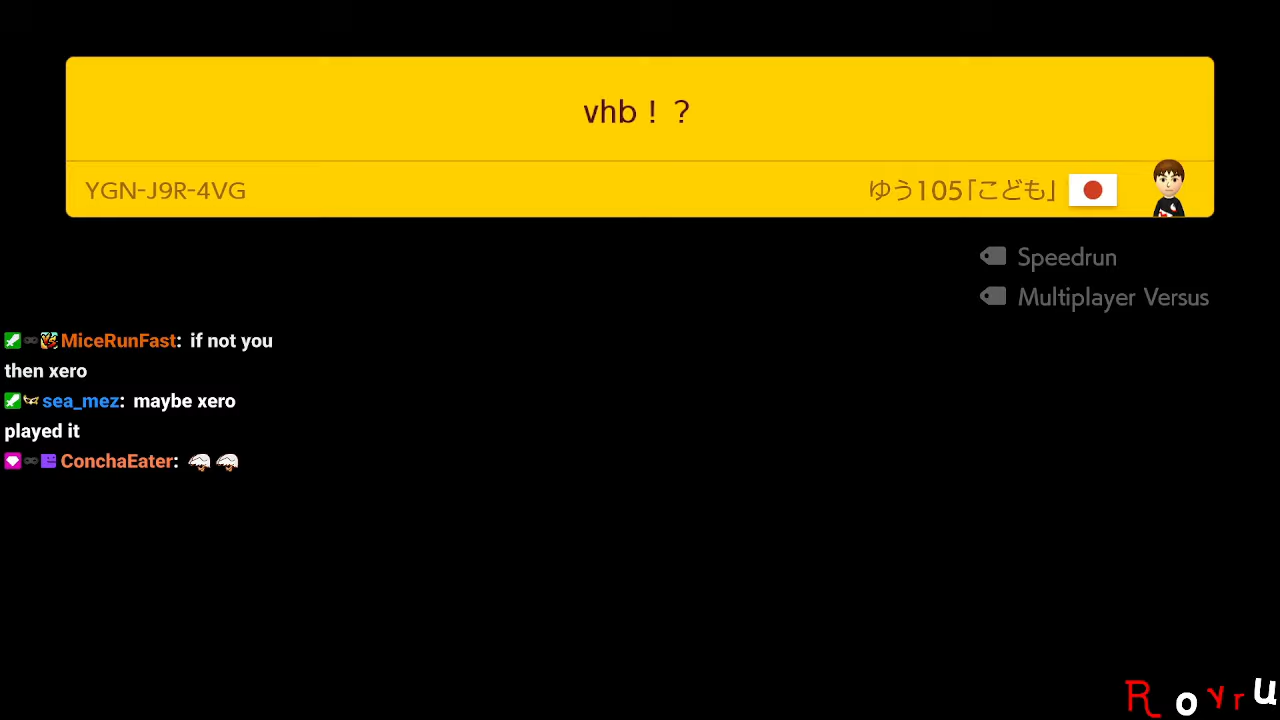 vhb！？
YGN-J9R-4VG
ゆう105「こども」
Speedrun
Multiplayer Versus
MiceRunFast: if not you
then xero
sea_mez: maybe xero
played it
ConchaEater:
Royru